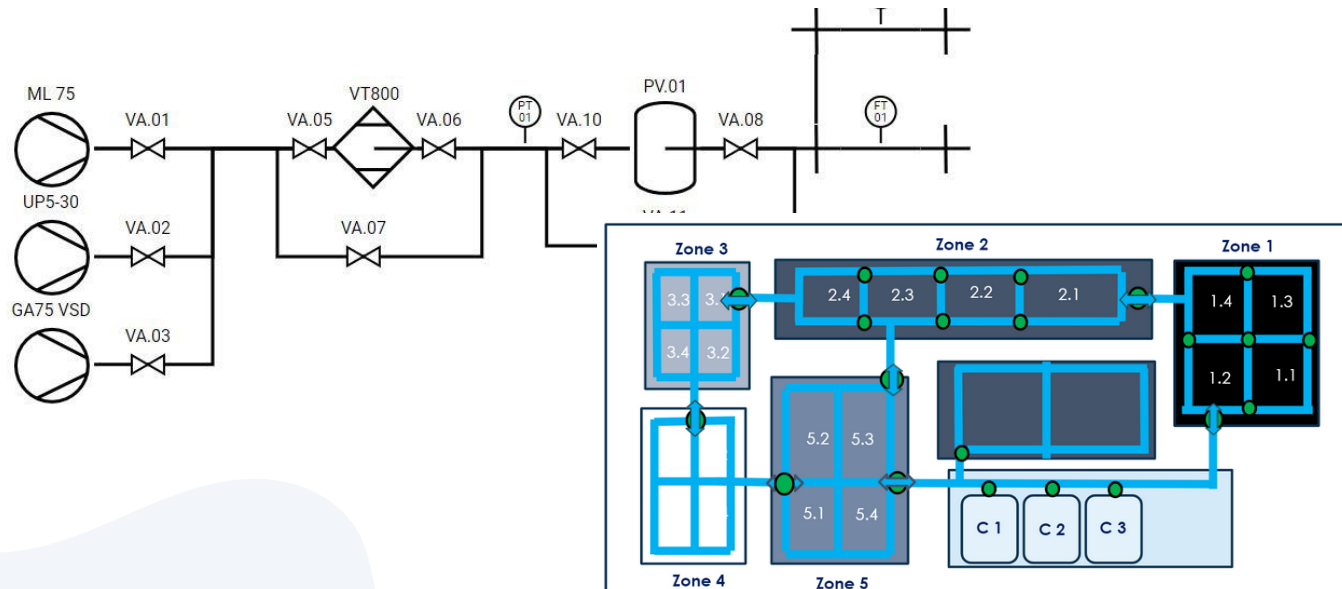 T
ML 75
VA.01
VA.05
VT800
VA.06
PT
01
VA.10
PV.01
VA.08
FT
01
UP5-30
VA.02
VA.07
VA.11
GA75 VSD
VA.03
Zone 3
Zone 2
Zone 1
3.3
2.4
2.3
2.2
2.1
1.4
1.3
3.4
3.2
1.2
1.1
5.2
5.3
5.1
5.4
C 1
C 2
C 3
Zone 4
Zone 5